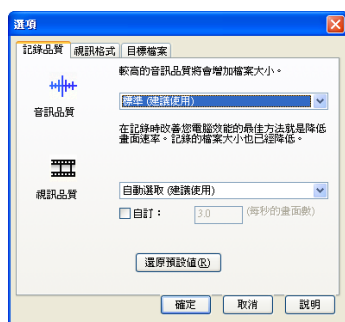 選項
記錄品質 視訊格式 目標檔案
較高的音訊品質將會增加檔案大小。
標準 (建議使用)
音訊品質
在記錄時改善您電腦效能的最佳方法就是降低
畫面速率。記錄的檔案大小也已經降低。
自動選取 (建議使用)
視訊品質
自訂： 3.0 (每秒的畫面數)
還原預設值(R)
確定 取消 說明